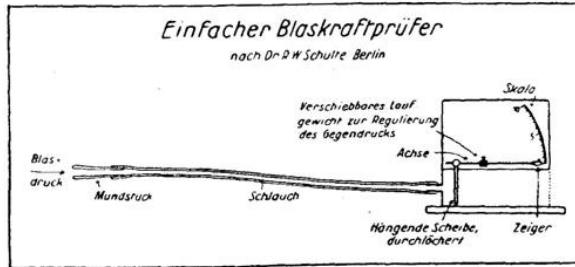 Einfacher Blaskraftprüfer
nach Dr R W Schulte Berlin
Skala
Verschiebbares Lauf
gewicht zur Regulierung
des Gegendrucks
Achse
Blas-
druck
Mundstück
Schlauch
Hängende Scheibe,
durchlöchert
Zeiger